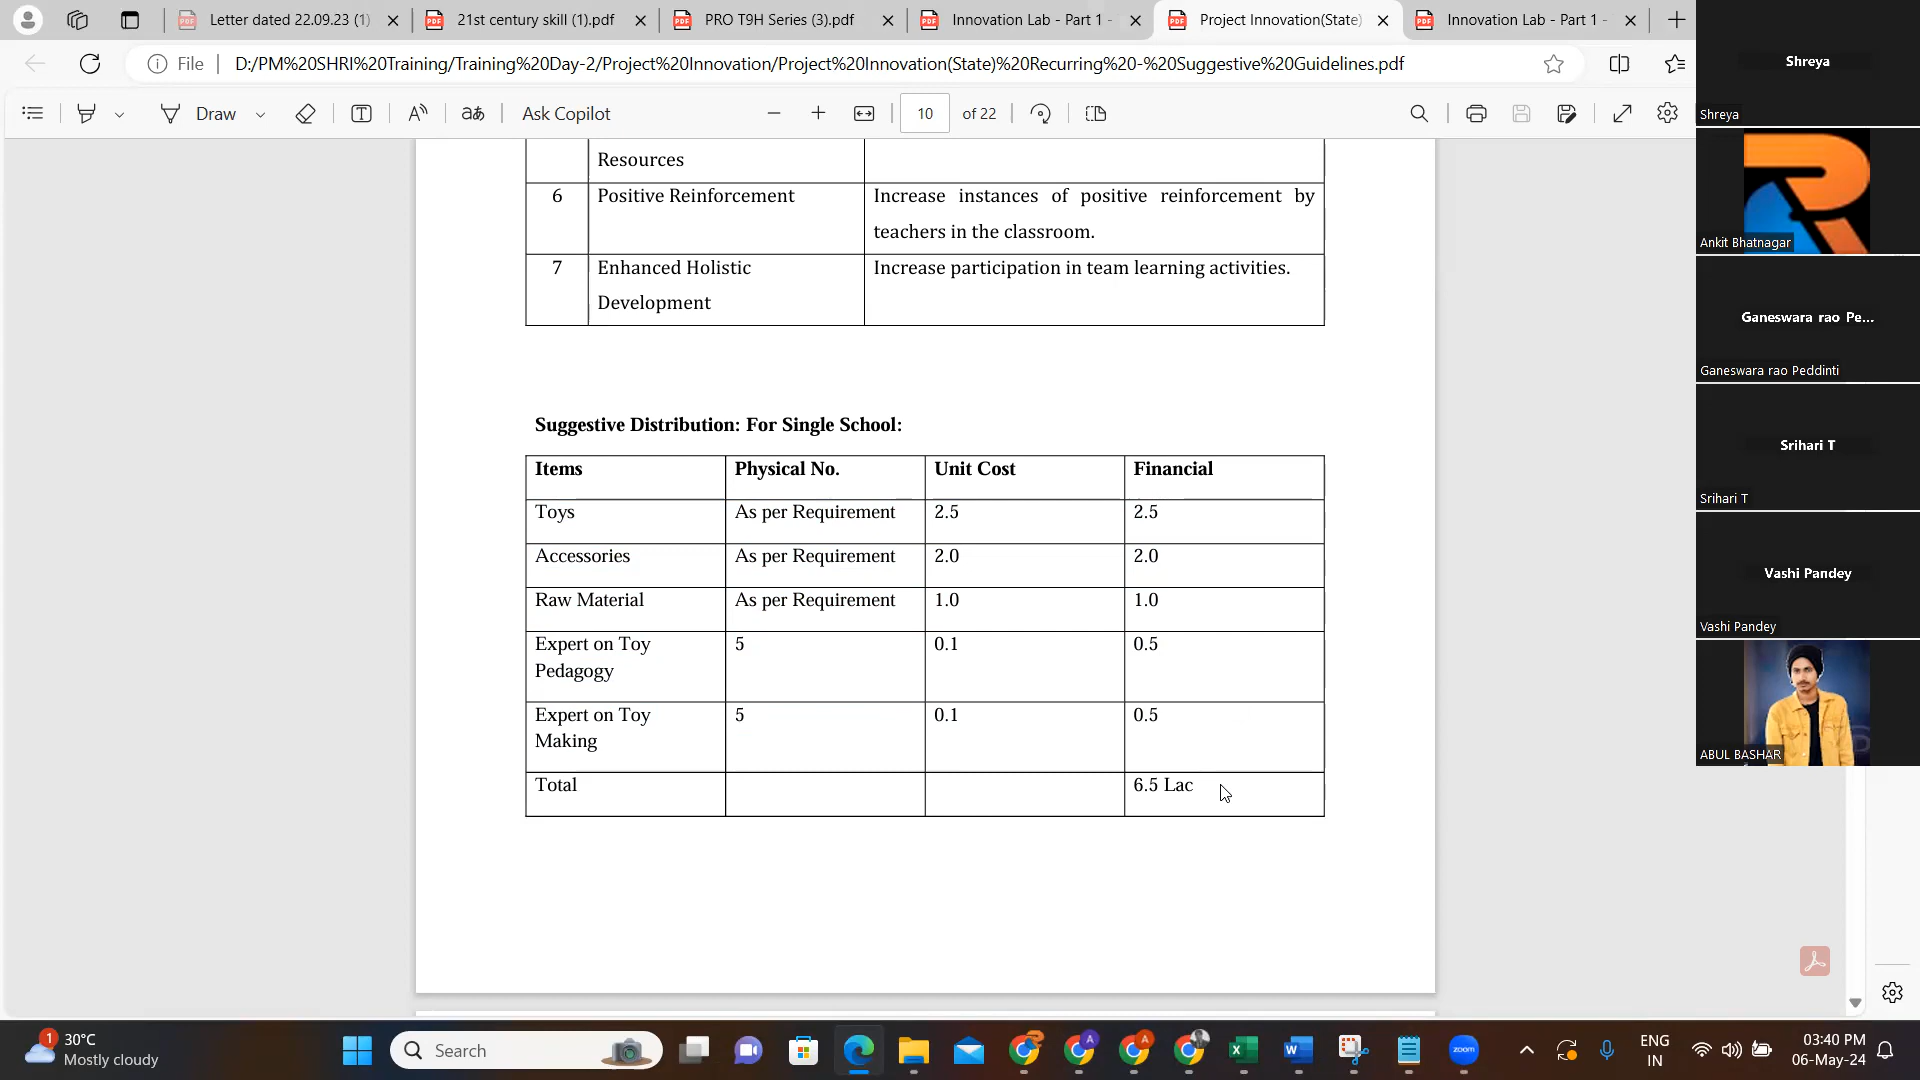 Letter dated 22.09.23 (1)
21st century skill (1).pdf
PRO T9H Series (3).pdf
Innovation Lab - Part 1 -
Project Innovation(State)
Innovation Lab - Part 1 -
File
D:/PM%20SHRI%20Training/Training%20Day-2/Project%20Innovation/Project%20Innovation(State)%20Recurring%20-%20Suggestive%20Guidelines.pdf
Draw
Ask Copilot
10 of 22
Resources
6 Positive Reinforcement Increase instances of positive reinforcement by
teachers in the classroom.
7 Enhanced Holistic Increase participation in team learning activities.
Development
Suggestive Distribution: For Single School:
Items Physical No. Unit Cost Financial
Toys As per Requirement 2.5 2.5
Accessories As per Requirement 2.0 2.0
Raw Material As per Requirement 1.0 1.0
Expert on Toy 5 0.1 0.5
Pedagogy
Expert on Toy 5 0.1 0.5
Making
Total 6.5 Lac
Shreya
Shreya
Ankit Bhatnagar
Ganeswara rao Pe...
Ganeswara rao Peddinti
Srihari T
Srihari T
Vashi Pandey
Vashi Pandey
ABUL BASHAR
1
30°C
Mostly cloudy
Search
zoom
ENG
IN
03:40 PM
06-May-24